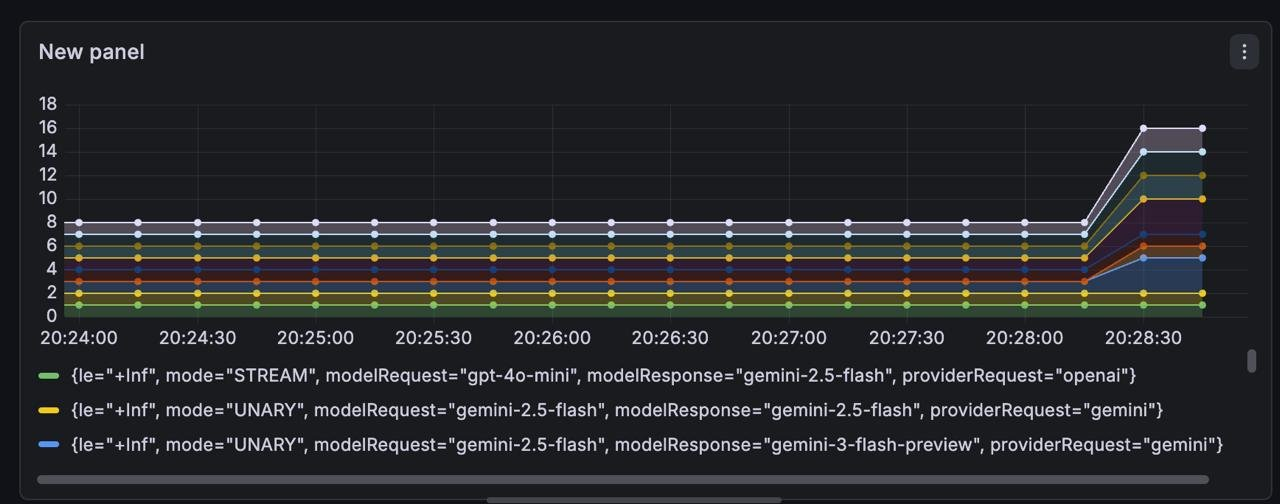 New panel
18
16
14
12
10
8
6
4
2
0
20:24:00 20:24:30 20:25:00 20:25:30 20:26:00 20:26:30 20:27:00 20:27:30 20:28:00 20:28:30
{le="+Inf", mode="STREAM", modelRequest="gpt-4o-mini", modelResponse="gemini-2.5-flash", providerRequest="openai"}
{le="+Inf", mode="UNARY", modelRequest="gemini-2.5-flash", modelResponse="gemini-2.5-flash", providerRequest="gemini"}
{le="+Inf", mode="UNARY", modelRequest="gemini-2.5-flash", modelResponse="gemini-3-flash-preview", providerRequest="gemini"}